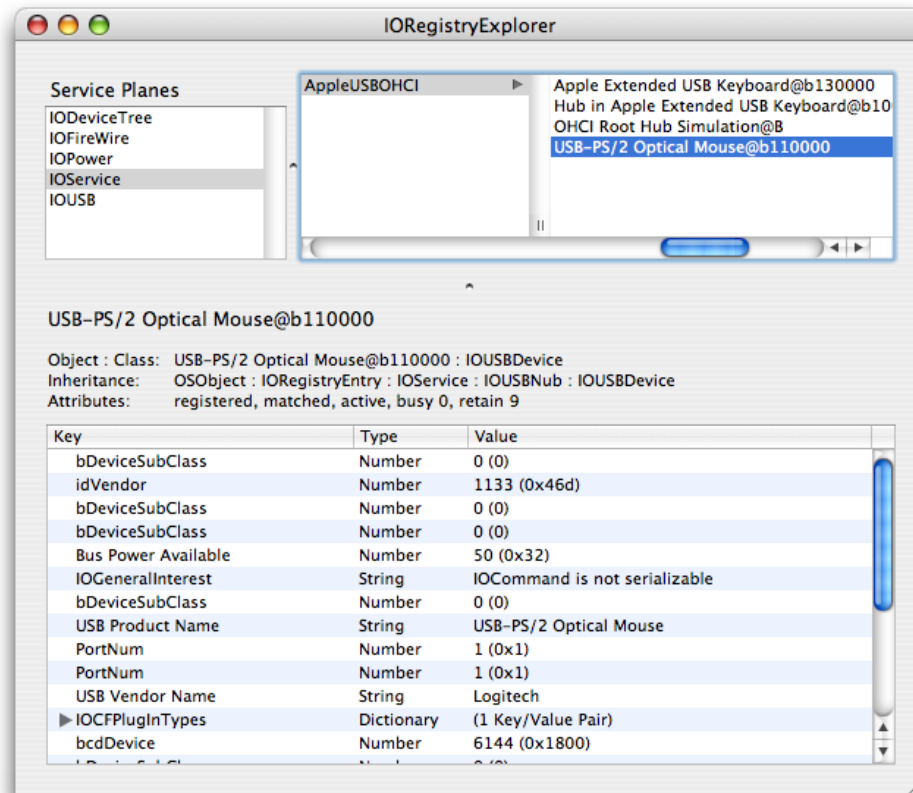 IORegistryExplorer
Service Planes
IODeviceTree
IOFireWire
IOPower
IOService
IOUSB
AppleUSBOHCI
Apple Extended USB Keyboard@b130000
Hub in Apple Extended USB Keyboard@b10
OHCI Root Hub Simulation@B
USB-PS/2 Optical Mouse@b110000
USB-PS/2 Optical Mouse@b110000
Object : Class: USB-PS/2 Optical Mouse@b110000 : IOUSBDevice
Inheritance: OSObject : IORegistryEntry : IOService : IOUSBNub : IOUSBDevice
Attributes: registered, matched, active, busy 0, retain 9
Key Type Value
bDeviceSubClass Number 0 (0)
idVendor Number 1133 (0x46d)
bDeviceSubClass Number 0 (0)
bDeviceSubClass Number 0 (0)
Bus Power Available Number 50 (0x32)
IOGeneralInterest String IOCommand is not serializable
bDeviceSubClass Number 0 (0)
USB Product Name String USB-PS/2 Optical Mouse
PortNum Number 1 (0x1)
PortNum Number 1 (0x1)
USB Vendor Name String Logitech
IOCFPlugInTypes Dictionary (1 Key/Value Pair)
bcdDevice Number 6144 (0x1800)